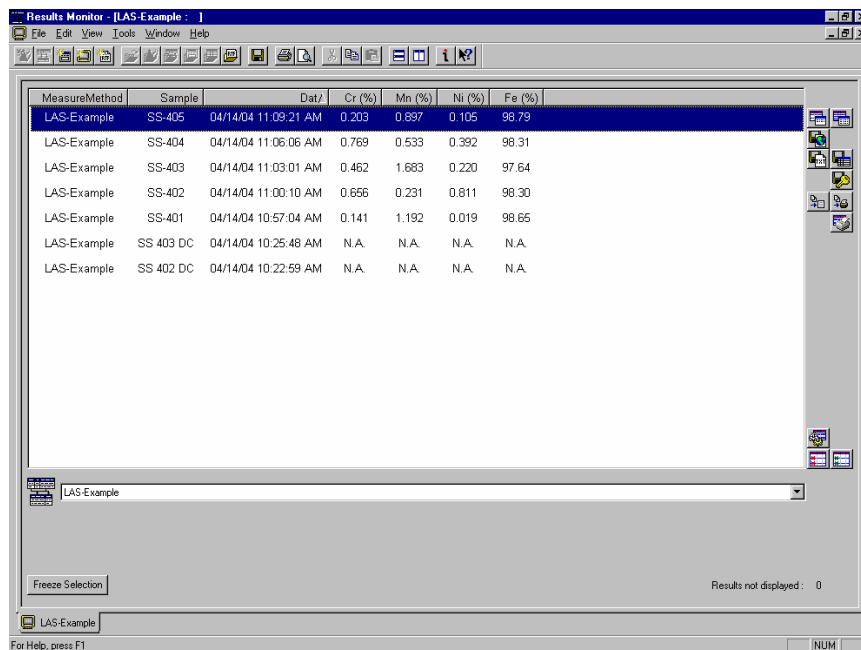 Results Monitor - [LAS-Example :   ]
File Edit View Tools Window Help
MeasureMethod Sample Dat/ Cr (%) Mn (%) Ni (%) Fe (%)
LAS-Example SS-405 04/14/04 11:09:21 AM 0.203 0.897 0.105 98.79
LAS-Example SS-404 04/14/04 11:06:06 AM 0.769 0.533 0.392 98.31
LAS-Example SS-403 04/14/04 11:03:01 AM 0.462 1.683 0.220 97.64
LAS-Example SS-402 04/14/04 11:00:10 AM 0.656 0.231 0.811 98.30
LAS-Example SS-401 04/14/04 10:57:04 AM 0.141 1.192 0.019 98.65
LAS-Example SS 403 DC 04/14/04 10:25:48 AM N.A. N.A. N.A. N.A.
LAS-Example SS 402 DC 04/14/04 10:22:59 AM N.A. N.A. N.A. N.A.
LAS-Example
Freeze Selection
Results not displayed : 0
LAS-Example
For Help, press F1
NUM